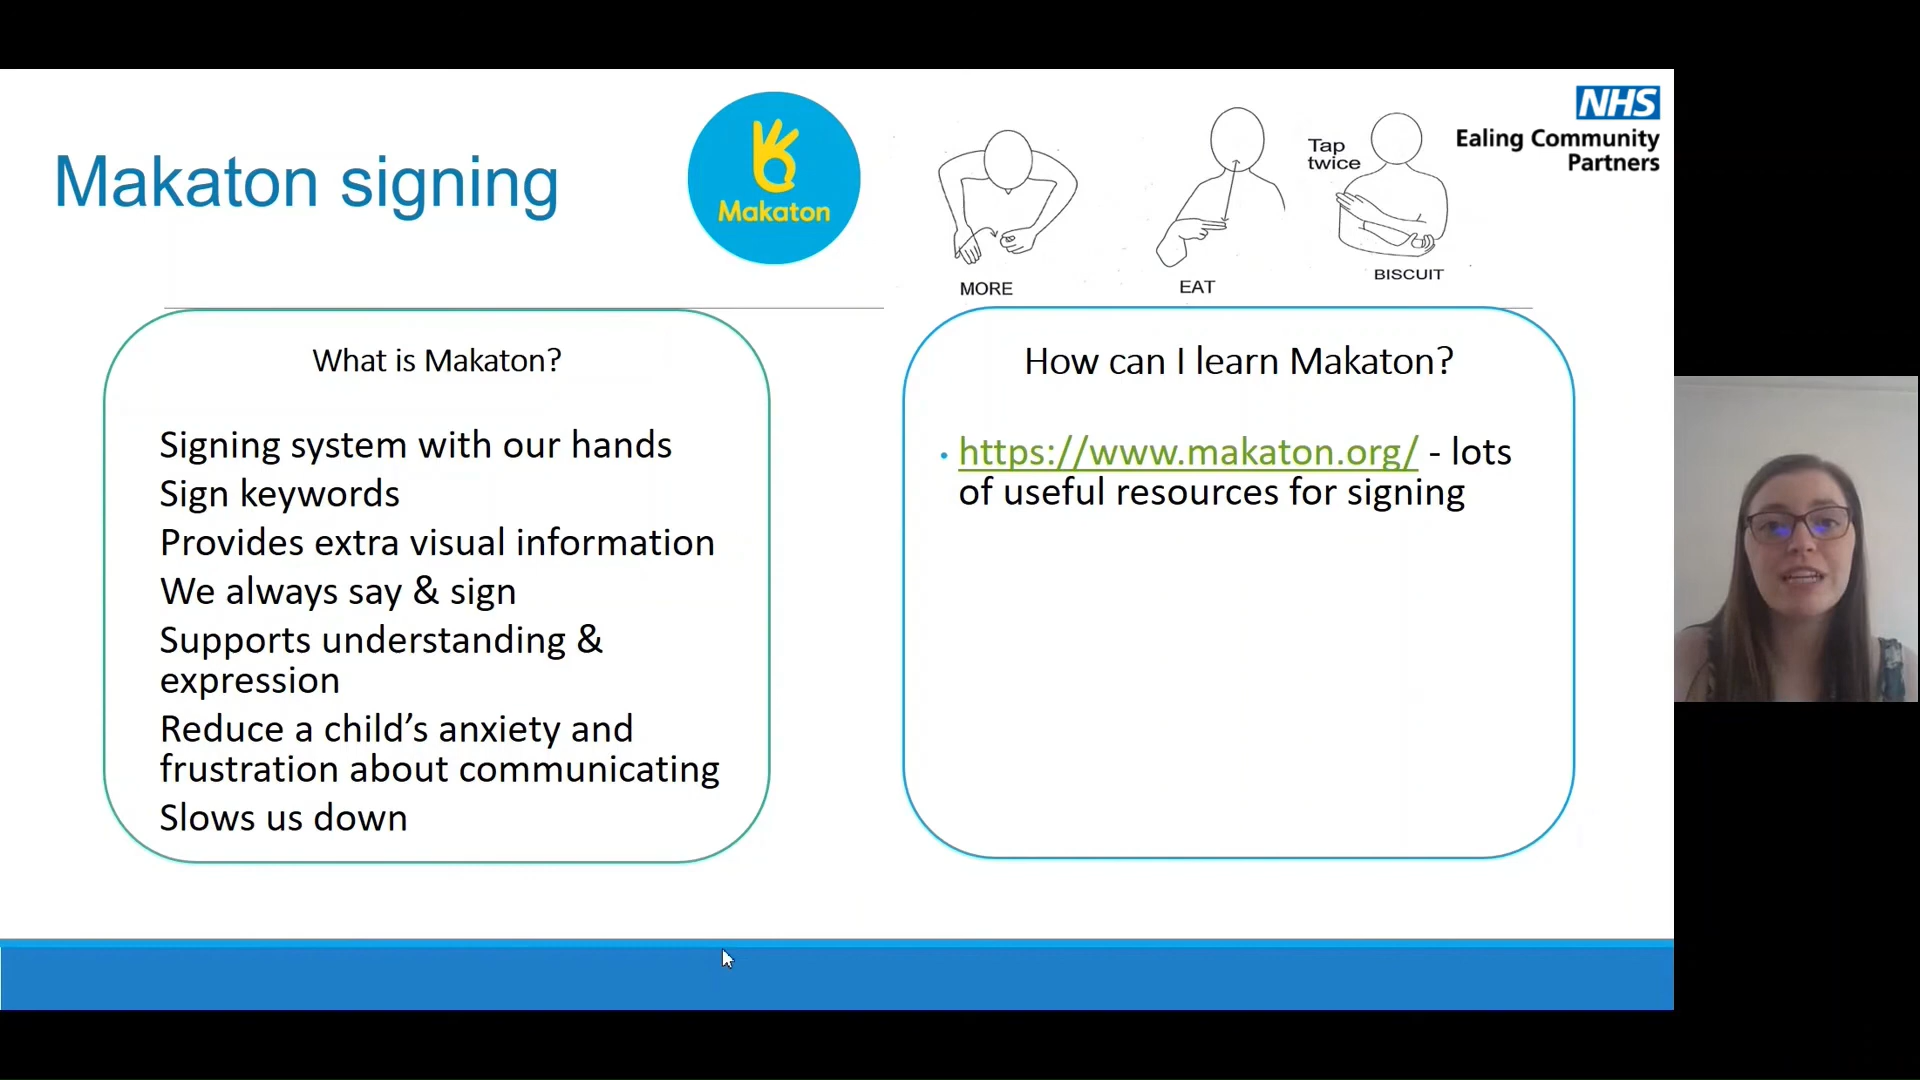 Makaton signing
Makaton
MORE
EAT
Tap
twice
BISCUIT
NHS
Ealing Community
Partners
What is Makaton?
Signing system with our hands
Sign keywords
Provides extra visual information
We always say & sign
Supports understanding &
expression
Reduce a child’s anxiety and
frustration about communicating
Slows us down
How can I learn Makaton?
• https://www.makaton.org/ - lots
of useful resources for signing